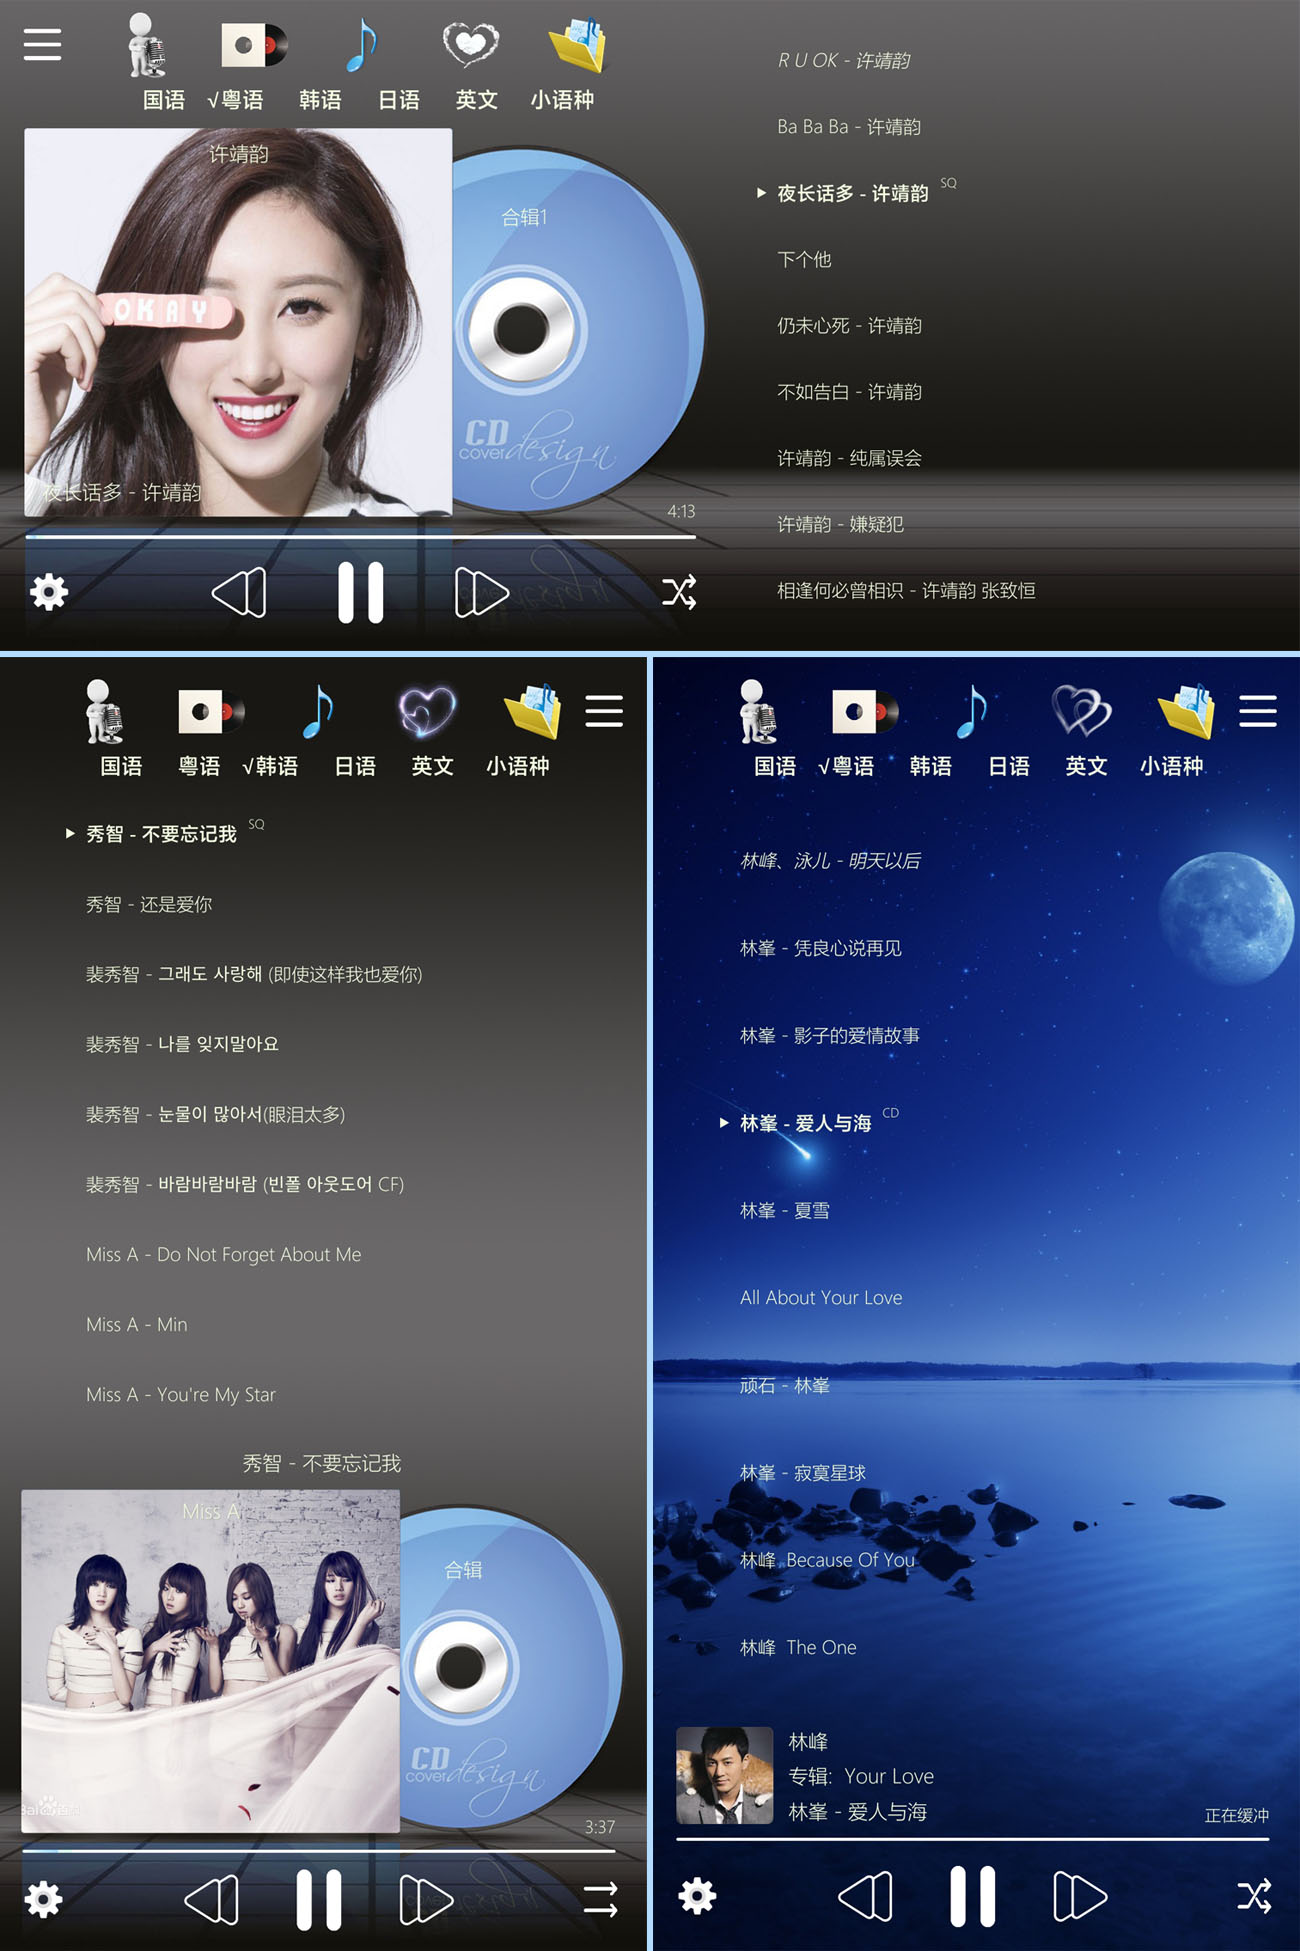 国语 √粤语 韩语 日语 英文 小语种
许靖韵
OKAY
夜长话多 - 许靖韵
合辑1
CD
cover design
4:13
R U OK - 许靖韵
Ba Ba Ba - 许靖韵
夜长话多 - 许靖韵 SQ
下个他
仍未心死 - 许靖韵
不如告白 - 许靖韵
许靖韵 - 纯属误会
许靖韵 - 嫌疑犯
相逢何必曾相识 - 许靖韵 张致恒
国语 粤语 √韩语 日语 英文 小语种
秀智 - 不要忘记我 SQ
秀智 - 还是爱你
裴秀智 - 그래도 사랑해 (即使这样我也爱你)
裴秀智 - 나를 잊지말아요
裴秀智 - 눈물이 많아서(眼泪太多)
裴秀智 - 바람바람바람 (빈폴 아웃도어 CF)
Miss A - Do Not Forget About Me
Miss A - Min
Miss A - You're My Star
秀智 - 不要忘记我
Miss A
合辑
CD
cover design
Bai 百科
3:37
国语 √粤语 韩语 日语 英文 小语种
林峰、泳儿 - 明天以后
林峯 - 凭良心说再见
林峯 - 影子的爱情故事
林峯 - 爱人与海 CD
林峯 - 夏雪
All About Your Love
顽石 - 林峯
林峯 - 寂寞星球
林峰 Because Of You
林峰 The One
林峰
专辑: Your Love
林峯 - 爱人与海
正在缓冲